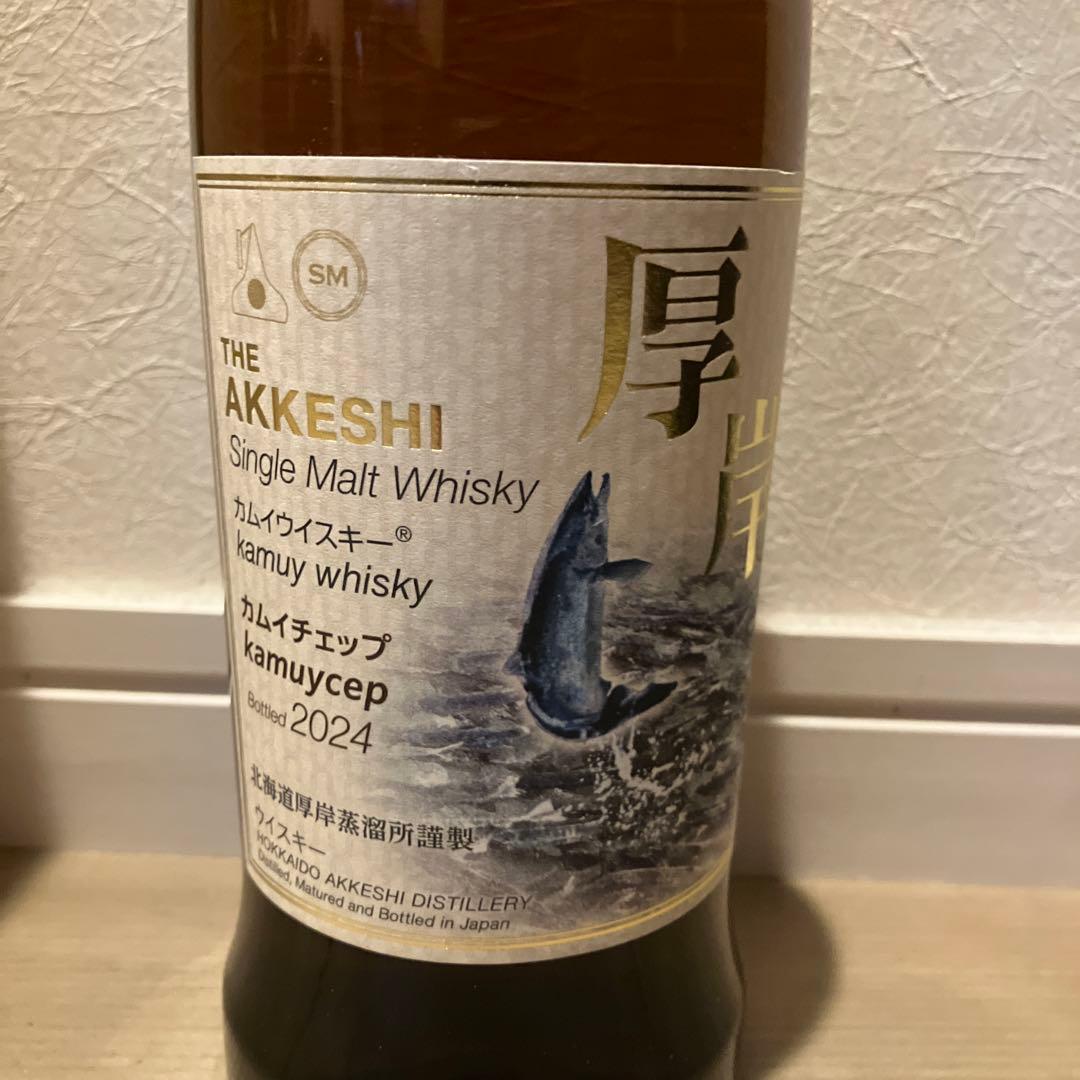 SM
厚岸
THE
AKKESHI
Single Malt Whisky
カムイウイスキー®
kamuy whisky
カムイチェップ
kamuycep
Bottled 2024
北海道厚岸蒸溜所謹製
ウイスキー
HOKKAIDO AKKESHI DISTILLERY
Distilled, Matured and Bottled in Japan